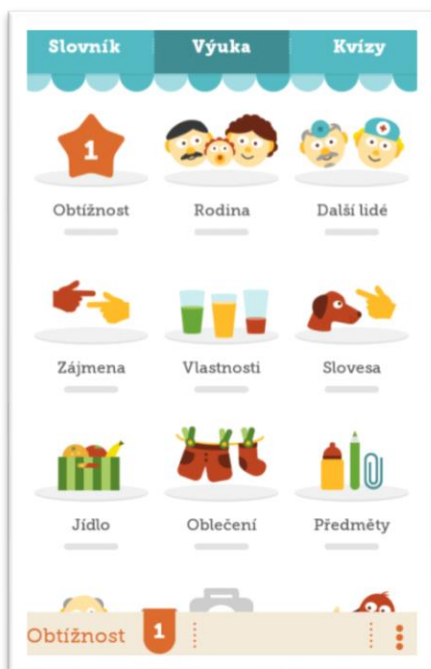 Slovník Výuka Kvízy
1
Obtížnost Rodina Další lidé
Zájmena Vlastnosti Slovesa
Jídlo Oblečení Předměty
Obtížnost 1